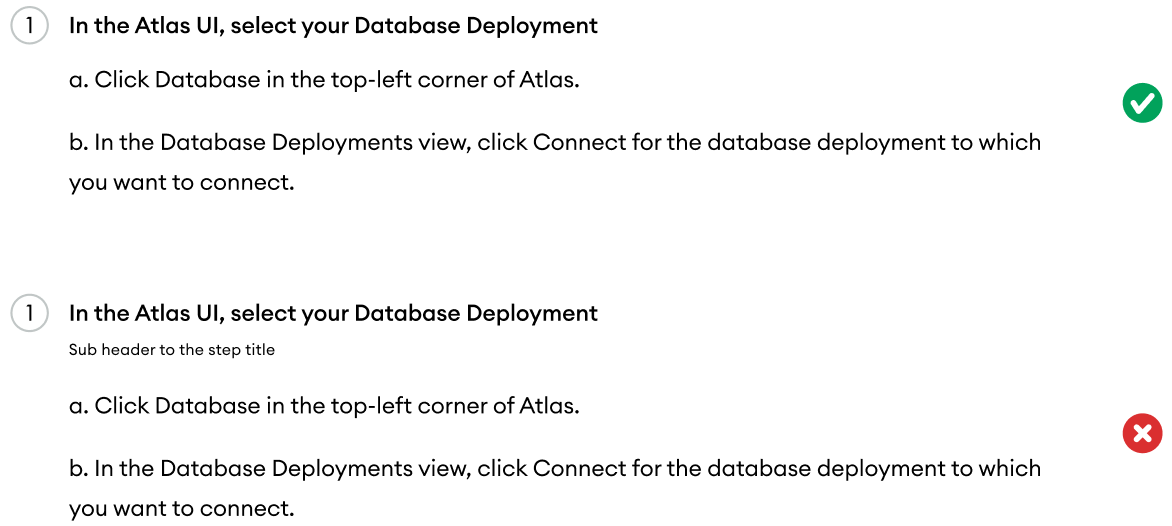 1 In the Atlas UI, select your Database Deployment
a. Click Database in the top-left corner of Atlas.
b. In the Database Deployments view, click Connect for the database deployment to which
you want to connect.
1 In the Atlas UI, select your Database Deployment
Sub header to the step title
a. Click Database in the top-left corner of Atlas.
b. In the Database Deployments view, click Connect for the database deployment to which
you want to connect.